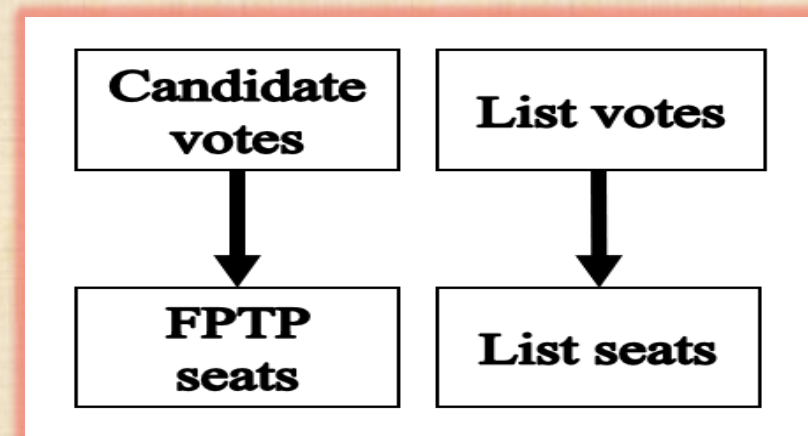 Candidate
votes
List votes
FPTP
seats
List seats